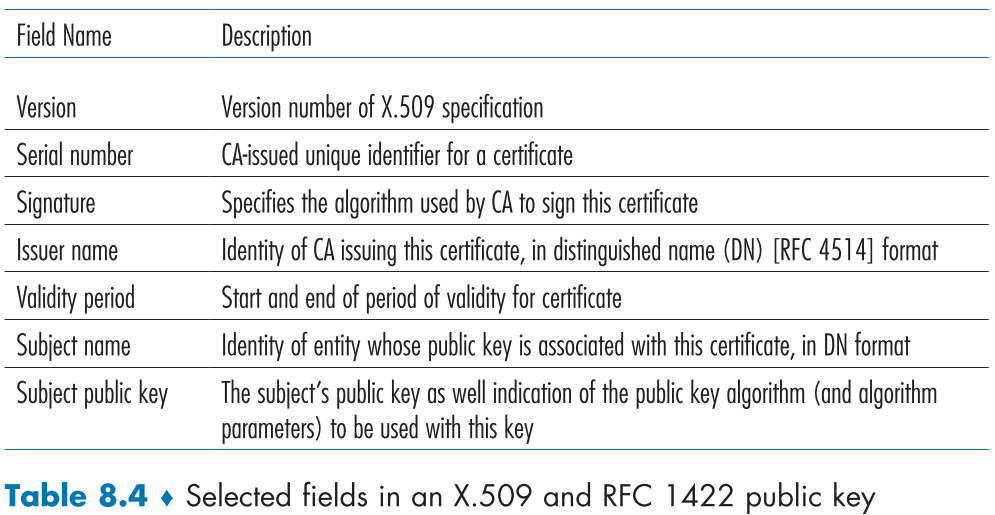 Field Name Description
Version Version number of X.509 specification
Serial number CA-issued unique identifier for a certificate
Signature Specifies the algorithm used by CA to sign this certificate
Issuer name Identity of CA issuing this certificate, in distinguished name (DN) [RFC 4514] format
Validity period Start and end of period of validity for certificate
Subject name Identity of entity whose public key is associated with this certificate, in DN format
Subject public key The subject's public key as well indication of the public key algorithm (and algorithm
parameters) to be used with this key
Table 8.4 ♦ Selected fields in an X.509 and RFC 1422 public key